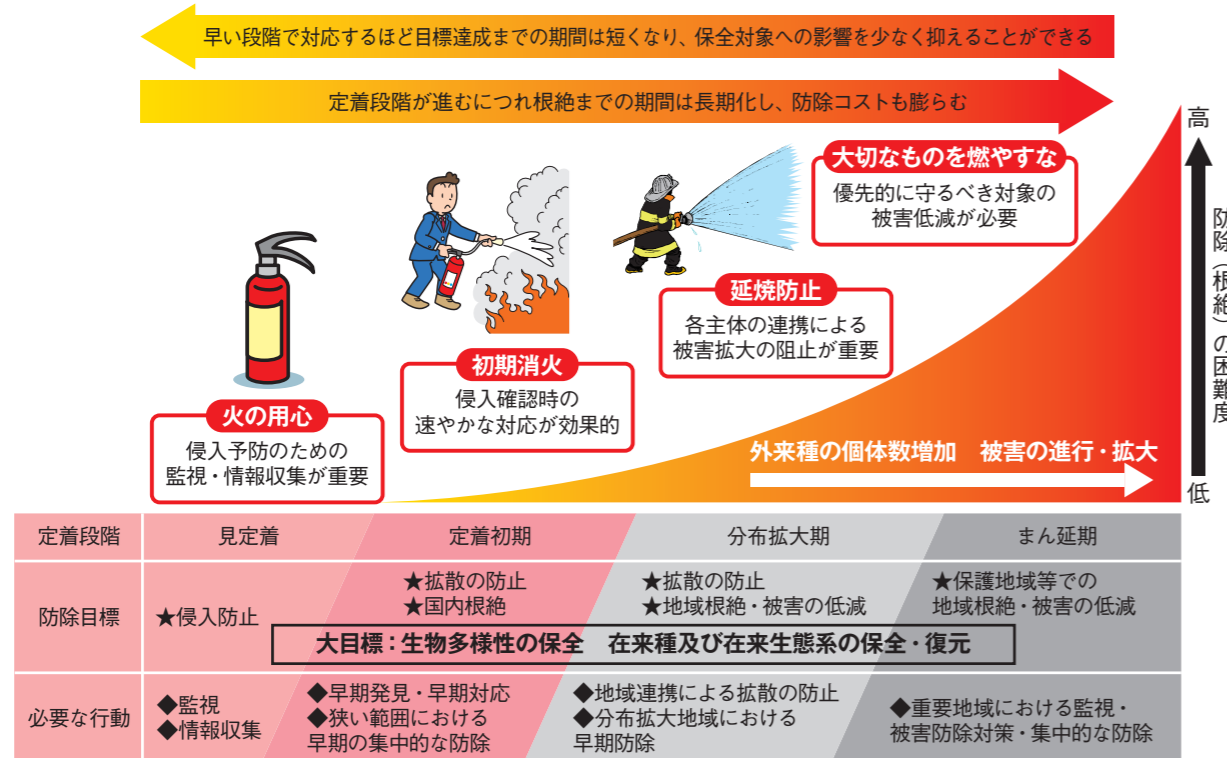 早い段階で対応するほど目標達成までの期間は短くなり、保全対象への影響を少なく抑えることができる
定着段階が進むにつれ根絶までの期間は長期化し、防除コストも膨らむ
高
防除（根絶）の困難度
低
大切なものを燃やすな
優先的に守るべき対象の
被害低減が必要
延焼防止
各主体の連携による
被害拡大の阻止が重要
初期消火
侵入確認時の
速やかな対応が効果的
火の用心
侵入予防のための
監視・情報収集が重要
外来種の個体数増加　被害の進行・拡大
定着段階　見定着　定着初期　分布拡大期　まん延期
防除目標
★侵入防止
★拡散の防止
★国内根絶
★拡散の防止
★地域根絶・被害の低減
★保護地域等での
地域根絶・被害の低減
大目標：生物多様性の保全　在来種及び在来生態系の保全・復元
必要な行動
◆監視
◆情報収集
◆早期発見・早期対応
◆狭い範囲における
早期の集中的な防除
◆地域連携による拡散の防止
◆分布拡大地域における
早期防除
◆重要地域における監視・
被害防除対策・集中的な防除